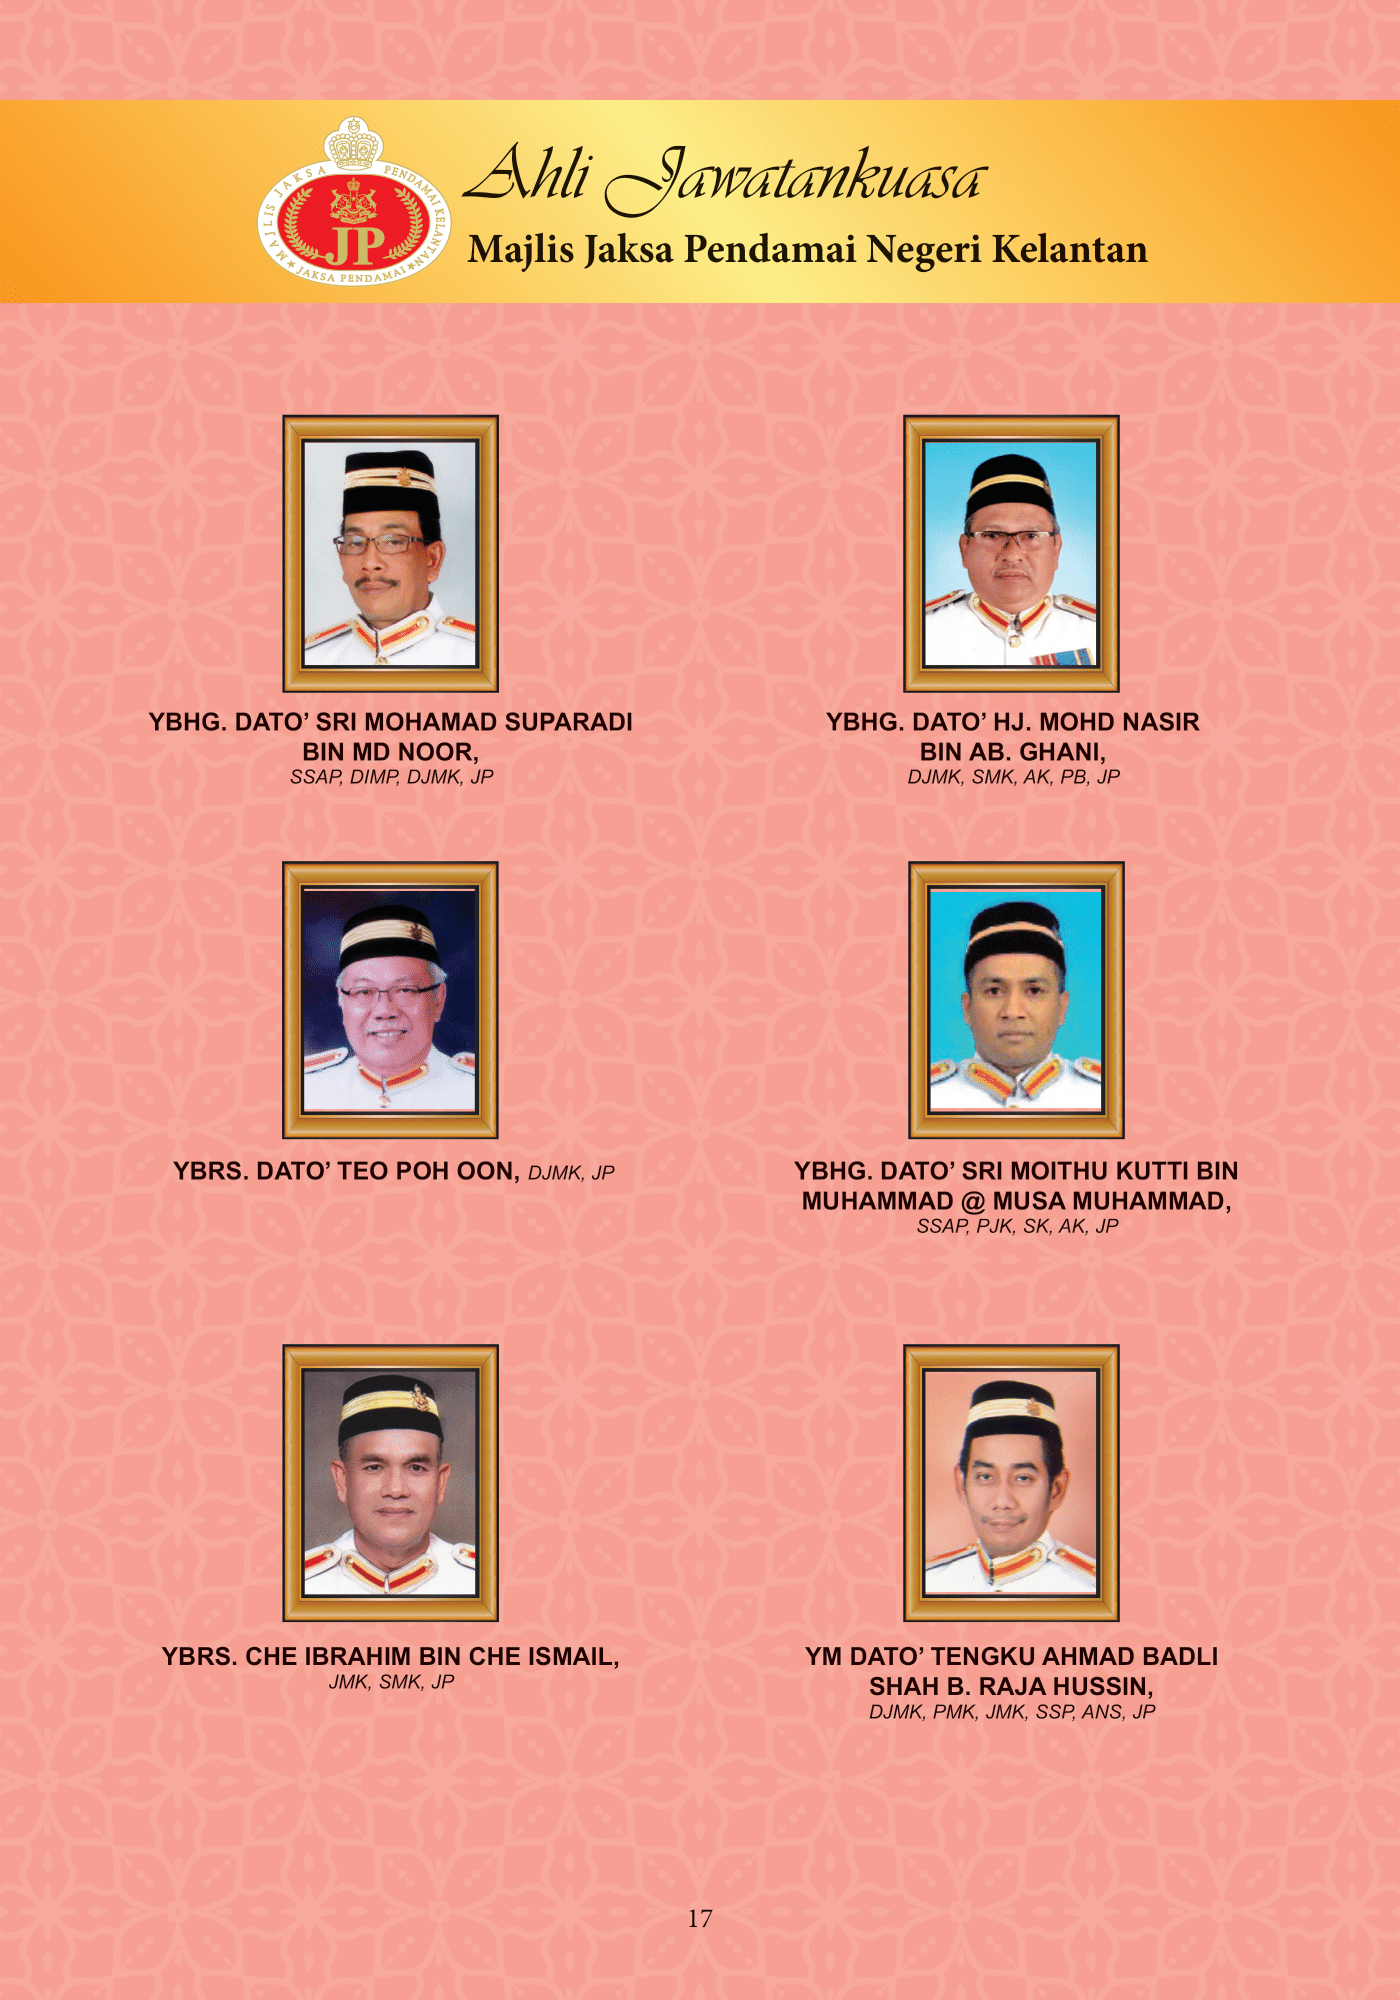 MAJLIS JAKSA PENDAMAI KELANTAN
JP
★ JAKSA PENDAMAI ★
Ahli Jawatankuasa
Majlis Jaksa Pendamai Negeri Kelantan
YBHG. DATO’ SRI MOHAMAD SUPARADI
BIN MD NOOR,
SSAP, DIMP, DJMK, JP
YBHG. DATO’ HJ. MOHD NASIR
BIN AB. GHANI,
DJMK, SMK, AK, PB, JP
YBRS. DATO’ TEO POH OON, DJMK, JP
YBHG. DATO’ SRI MOITHU KUTTI BIN
MUHAMMAD @ MUSA MUHAMMAD,
SSAP, PJK, SK, AK, JP
YBRS. CHE IBRAHIM BIN CHE ISMAIL,
JMK, SMK, JP
YM DATO’ TENGKU AHMAD BADLI
SHAH B. RAJA HUSSIN,
DJMK, PMK, JMK, SSP, ANS, JP
17